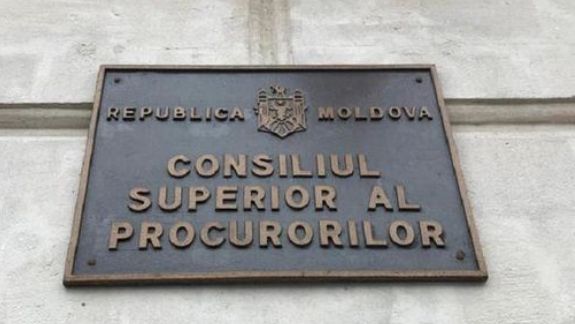 REPUBLICA MOLDOVA
CONSILIUL
SUPERIOR AL
PROCURORILOR